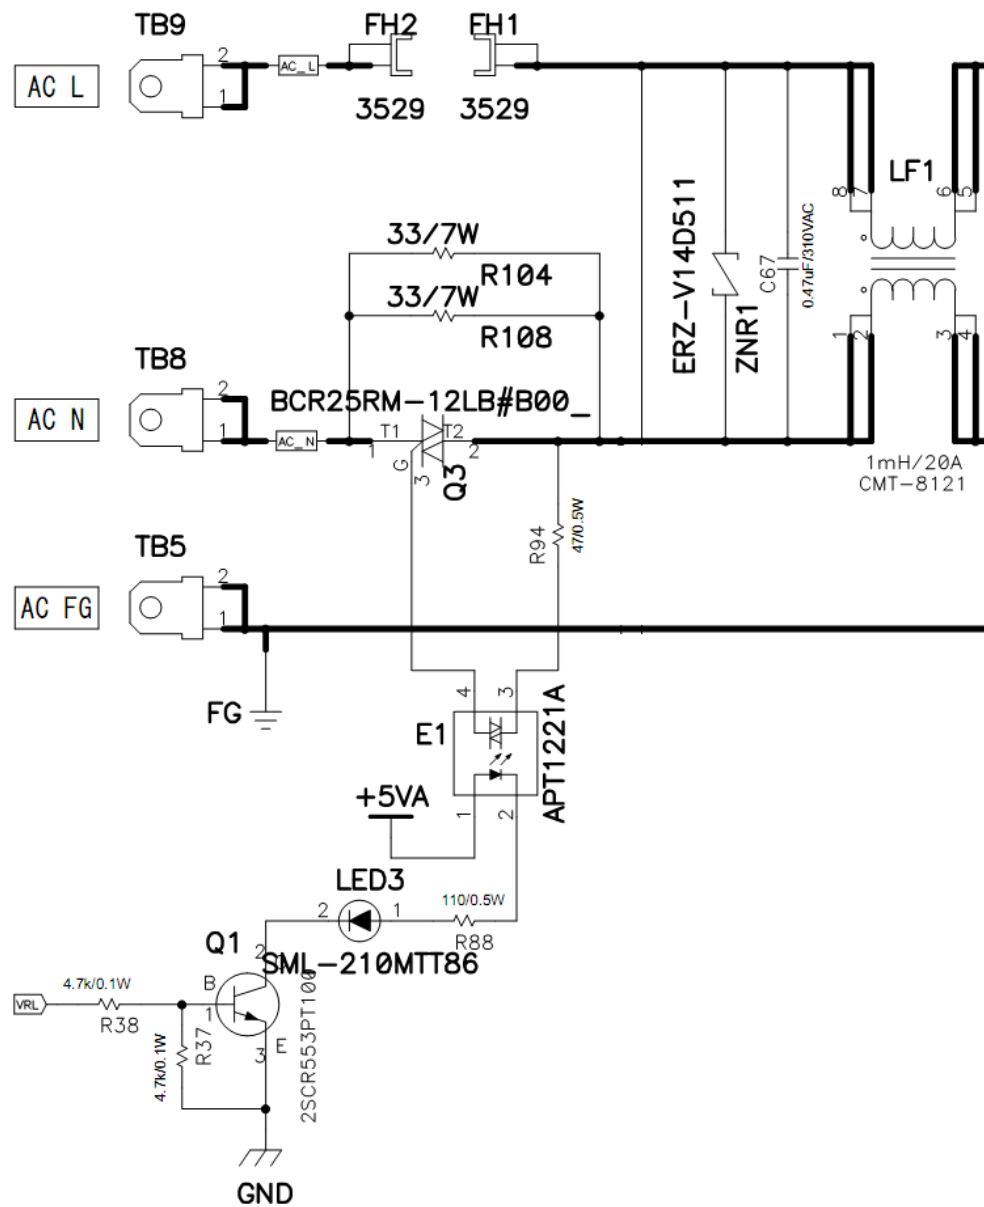 TB9
FH2
FH1
AC L
2
1
AC_L
3529
3529
LF1
8
7
6
5
33/7W
R104
33/7W
R108
ERZ-V14D511
ZNR1
C67
0.47uF/310VAC
1
2
3
4
TB8
AC N
2
1
BCR25RM-12LB#B00_
AC_N
T1
T2
1
2
G
3
Q3
1mH/20A
CMT-8121
R94
47/0.5W
TB5
AC FG
2
1
FG
4
3
E1
APT1221A
+5VA
1
2
LED3
2
1
110/0.5W
R88
SML-210MTT86
Q1
2
B
1
VRL
4.7k/0.1W
R38
R37
4.7k/0.1W
E
3
2SCR553PT100
GND